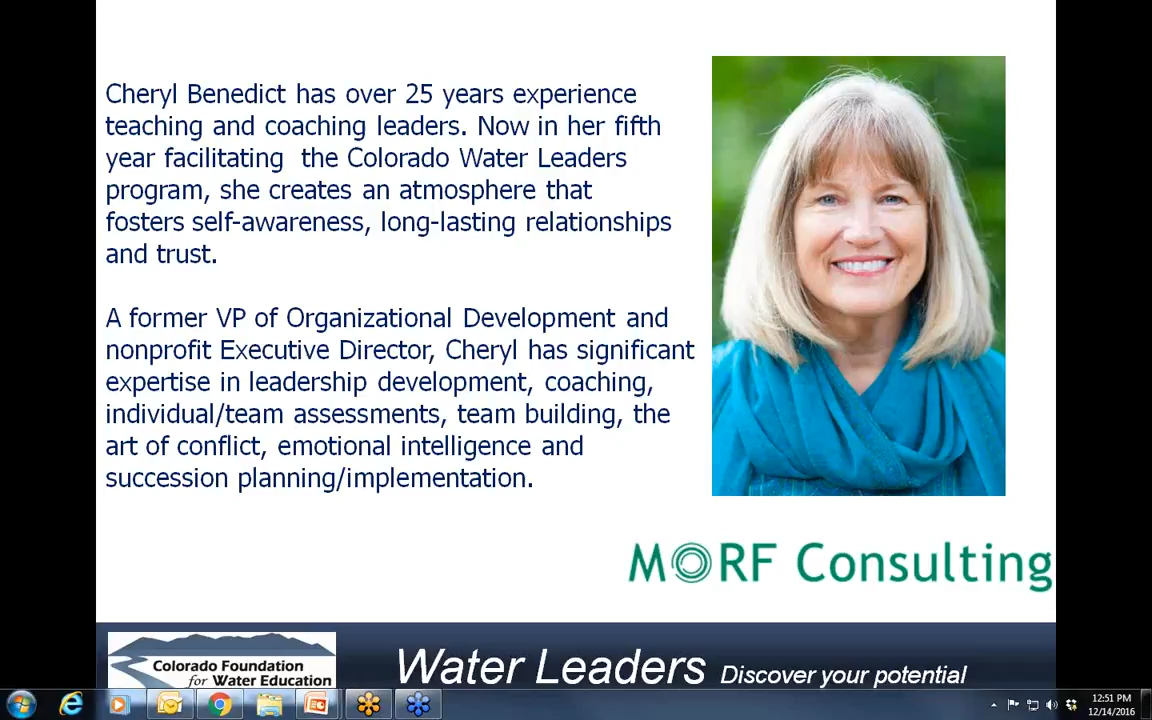 Cheryl Benedict has over 25 years experience
teaching and coaching leaders. Now in her fifth
year facilitating  the Colorado Water Leaders
program, she creates an atmosphere that
fosters self-awareness, long-lasting relationships
and trust.
A former VP of Organizational Development and
nonprofit Executive Director, Cheryl has significant
expertise in leadership development, coaching,
individual/team assessments, team building, the
art of conflict, emotional intelligence and
succession planning/implementation.
MORF Consulting
Colorado Foundation
for Water Education
Water Leaders Discover your potential
12:51 PM
12/14/2016